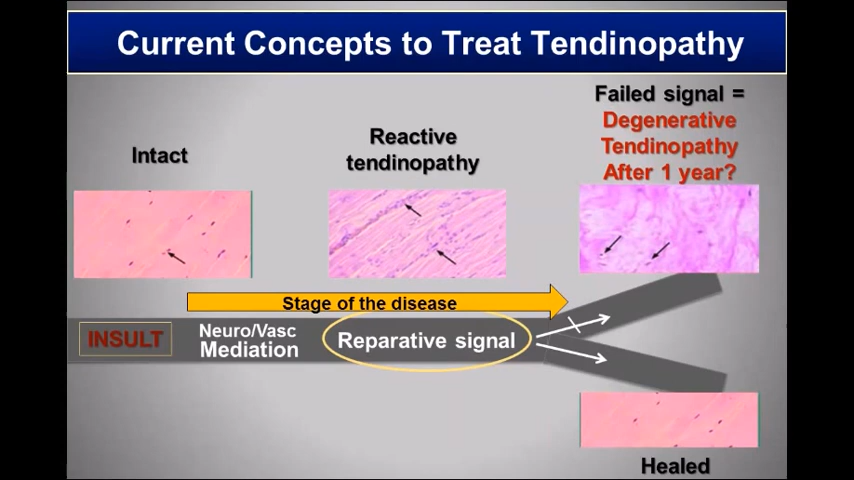 Current Concepts to Treat Tendinopathy
Intact
Reactive
tendinopathy
Failed signal =
Degenerative
Tendinopathy
After 1 year?
Stage of the disease
INSULT
Neuro/Vasc
Mediation
Reparative signal
Healed